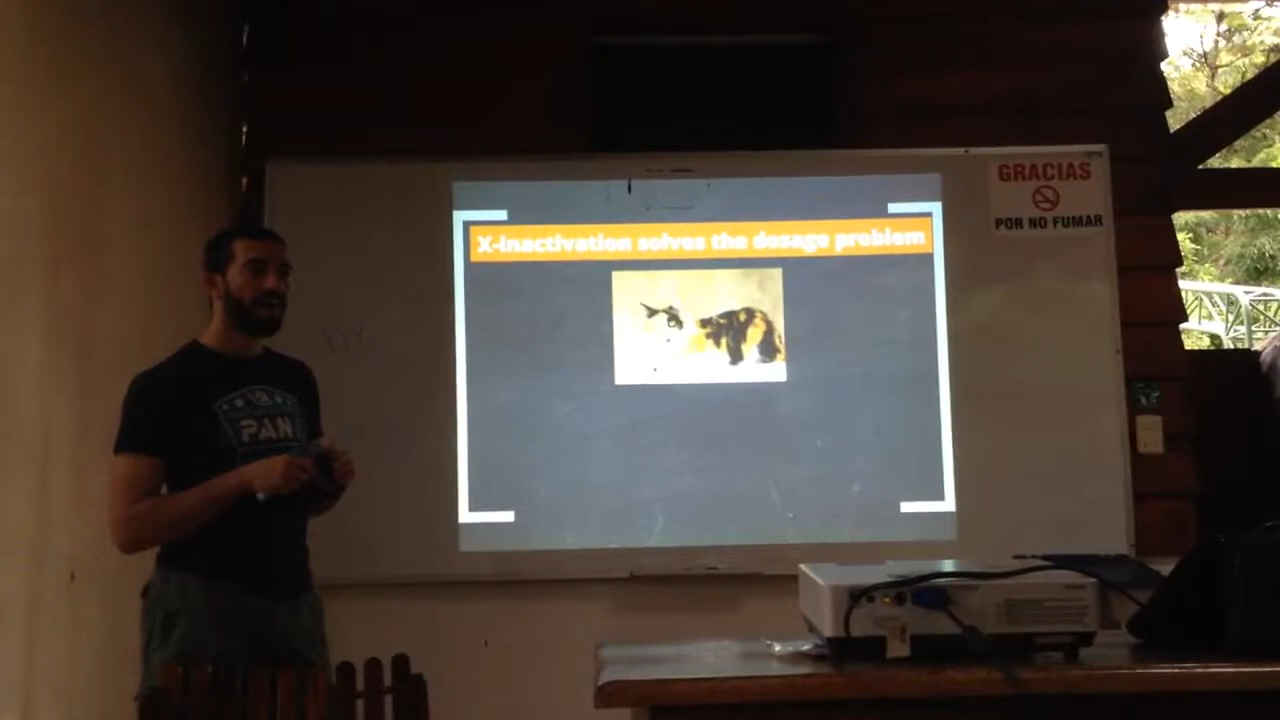 GRACIAS
POR NO FUMAR
X-inactivation solves the dosage problem
PAN